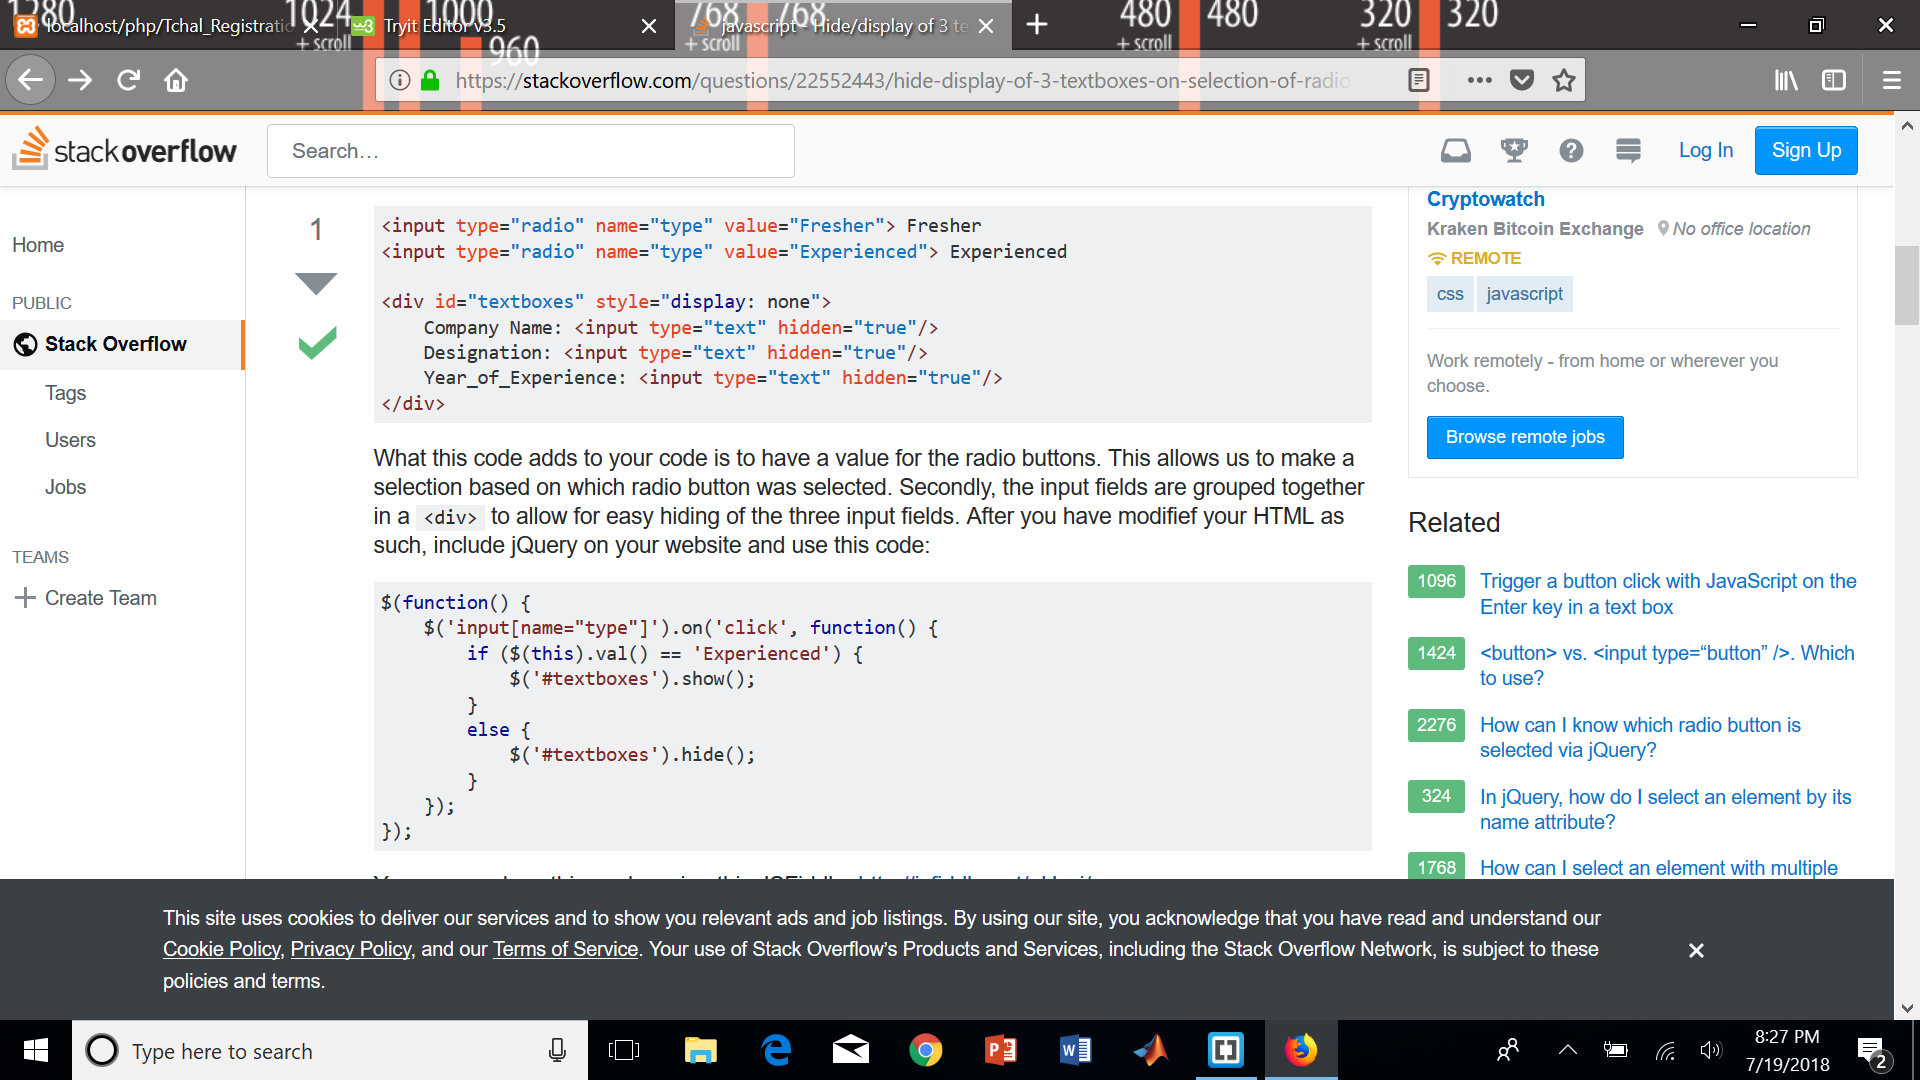 1280
1024
+ scroll
1000
960
768
+ scroll
768
480
+ scroll
480
320
+ scroll
320
localhost/php/Tchal_Registratio
Tryit Editor v3.5
javascript - Hide/display of 3 te
https://stackoverflow.com/questions/22552443/hide-display-of-3-textboxes-on-selection-of-radio
stackoverflow
Search…
Log In
Sign Up
Home
PUBLIC
Stack Overflow
Tags
Users
Jobs
TEAMS
Create Team
1
<input type="radio" name="type" value="Fresher"> Fresher
<input type="radio" name="type" value="Experienced"> Experienced
<div id="textboxes" style="display: none">
Company Name: <input type="text" hidden="true"/>
Designation: <input type="text" hidden="true"/>
Year_of_Experience: <input type="text" hidden="true"/>
</div>
What this code adds to your code is to have a value for the radio buttons. This allows us to make a
selection based on which radio button was selected. Secondly, the input fields are grouped together
in a <div> to allow for easy hiding of the three input fields. After you have modifief your HTML as
such, include jQuery on your website and use this code:
$(function() {
$('input[name="type"]').on('click', function() {
if ($(this).val() == 'Experienced') {
$('#textboxes').show();
}
else {
$('#textboxes').hide();
}
});
});
Cryptowatch
Kraken Bitcoin Exchange No office location
REMOTE
css javascript
Work remotely - from home or wherever you
choose.
Browse remote jobs
Related
1096 Trigger a button click with JavaScript on the
Enter key in a text box
1424 <button> vs. <input type=“button” />. Which
to use?
2276 How can I know which radio button is
selected via jQuery?
324 In jQuery, how do I select an element by its
name attribute?
1768 How can I select an element with multiple
This site uses cookies to deliver our services and to show you relevant ads and job listings. By using our site, you acknowledge that you have read and understand our
Cookie Policy, Privacy Policy, and our Terms of Service. Your use of Stack Overflow’s Products and Services, including the Stack Overflow Network, is subject to these
policies and terms.
Type here to search
8:27 PM
7/19/2018
2